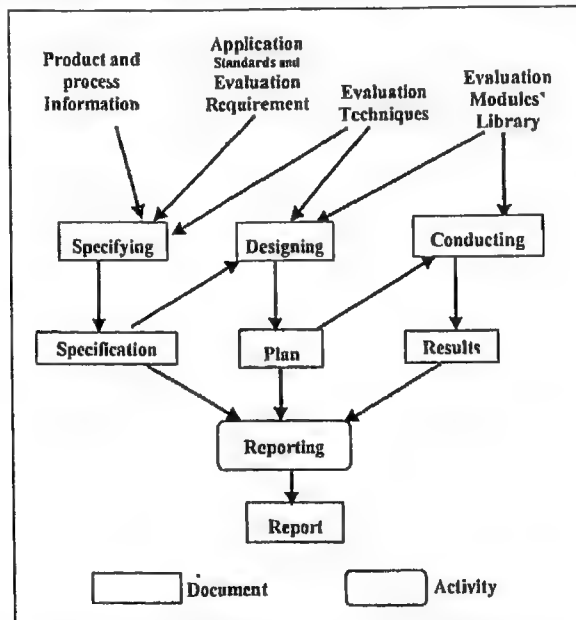 Product and
process
Information
Application
Standards and
Evaluation
Requirement
Evaluation
Techniques
Evaluation
Modules'
Library
Specifying
Designing
Conducting
Specification
Plan
Results
Reporting
Report
Document
Activity